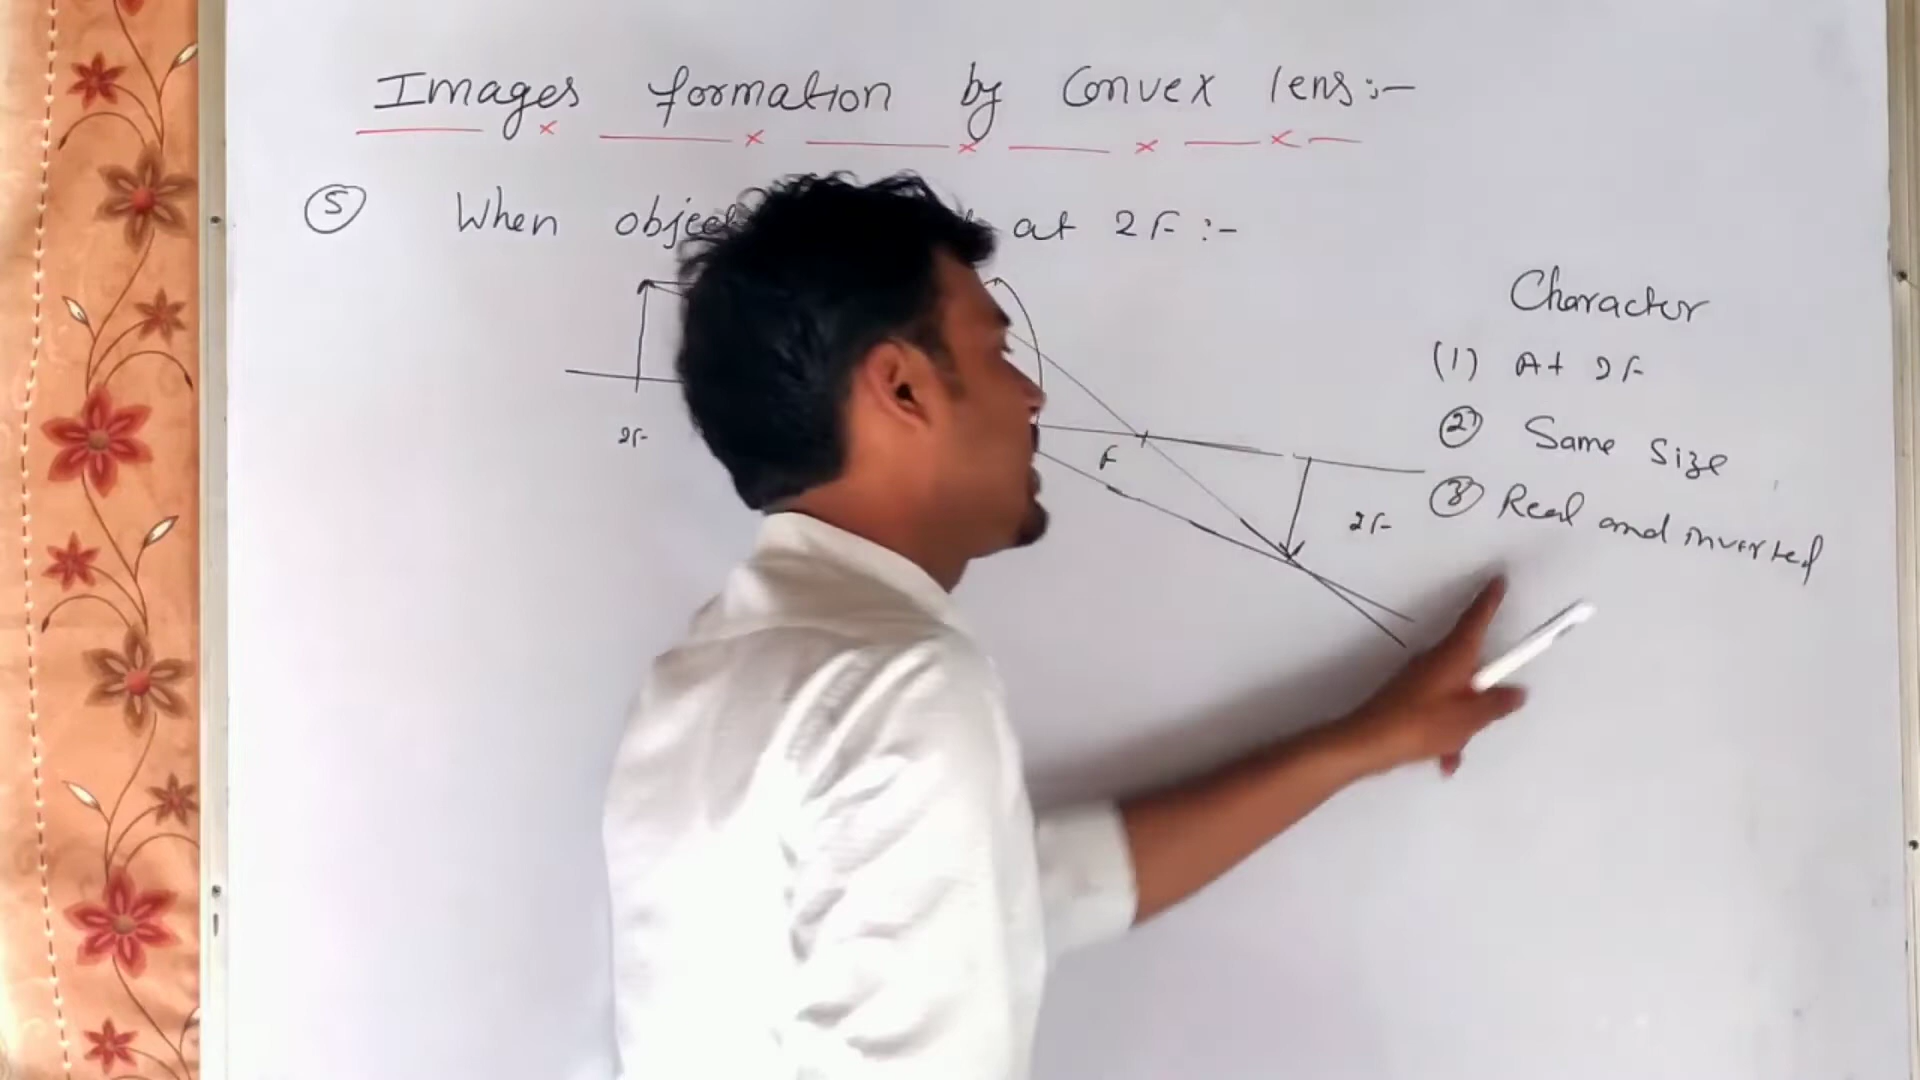 Images formation by Convex lens:-
(5) When object at 2F :-
Character
(1) At 2F
(2) Same Size
(3) Real and inverted
2F
F
2F